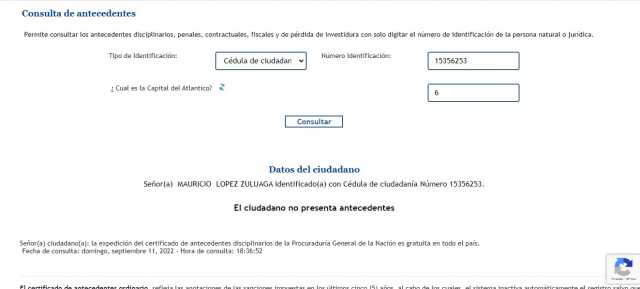 Consulta de antecedentes
Permite consultar los antecedentes disciplinarios, penales, contractuales, fiscales y de pérdida de investidura con solo digitar el número de identificación de la persona natural o jurídica.
Tipo de Identificación: Cédula de ciudadan Número Identificación: 15356253
¿ Cual es la Capital del Atlantico? 6
Consultar
Datos del ciudadano
Señor(a) MAURICIO LOPEZ ZULUAGA identificado(a) con Cédula de ciudadanía Número 15356253.
El ciudadano no presenta antecedentes
Señor(a) ciudadano(a): la expedición del certificado de antecedentes disciplinarios de la Procuraduría General de la Nación es gratuita en todo el país.
Fecha de consulta: domingo, septiembre 11, 2022 - Hora de consulta: 18:36:52
El certificado de antecedentes ordinario, refleja las anotaciones de las sanciones impuestas en los últimos cinco (5) años, al cabo de los cuales, el sistema inactiva automáticamente el registro salvo que